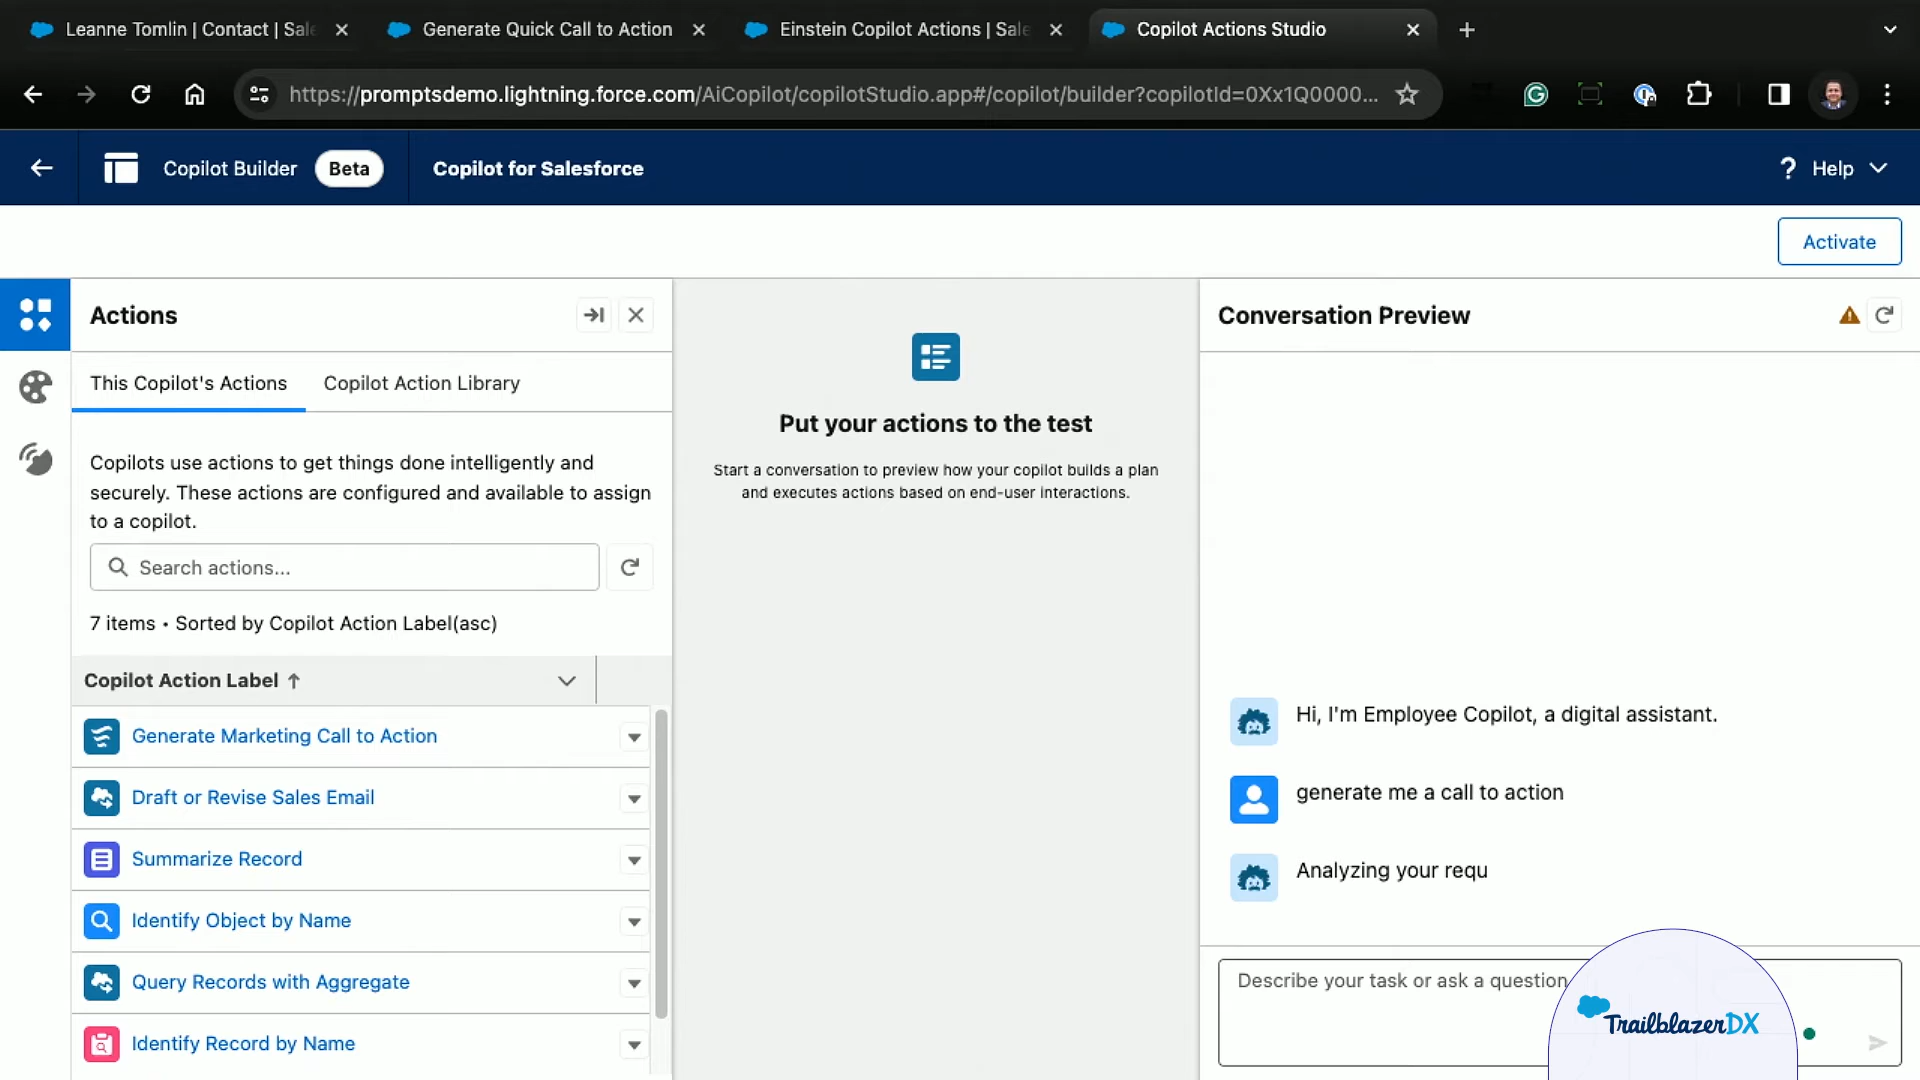 Leanne Tomlin | Contact | Sale
Generate Quick Call to Action
Einstein Copilot Actions | Sale
Copilot Actions Studio
https://promptsdemo.lightning.force.com/AiCopilot/copilotStudio.app#/copilot/builder?copilotId=0Xx1Q0000...
Copilot Builder
Beta
Copilot for Salesforce
? Help
Activate
Actions
This Copilot's Actions
Copilot Action Library
Copilots use actions to get things done intelligently and
securely. These actions are configured and available to assign
to a copilot.
Search actions...
7 items • Sorted by Copilot Action Label(asc)
Copilot Action Label ↑
Generate Marketing Call to Action
Draft or Revise Sales Email
Summarize Record
Identify Object by Name
Query Records with Aggregate
Identify Record by Name
Put your actions to the test
Start a conversation to preview how your copilot builds a plan
and executes actions based on end-user interactions.
Conversation Preview
Hi, I'm Employee Copilot, a digital assistant.
generate me a call to action
Analyzing your requ
Describe your task or ask a question
TrailblazerDX